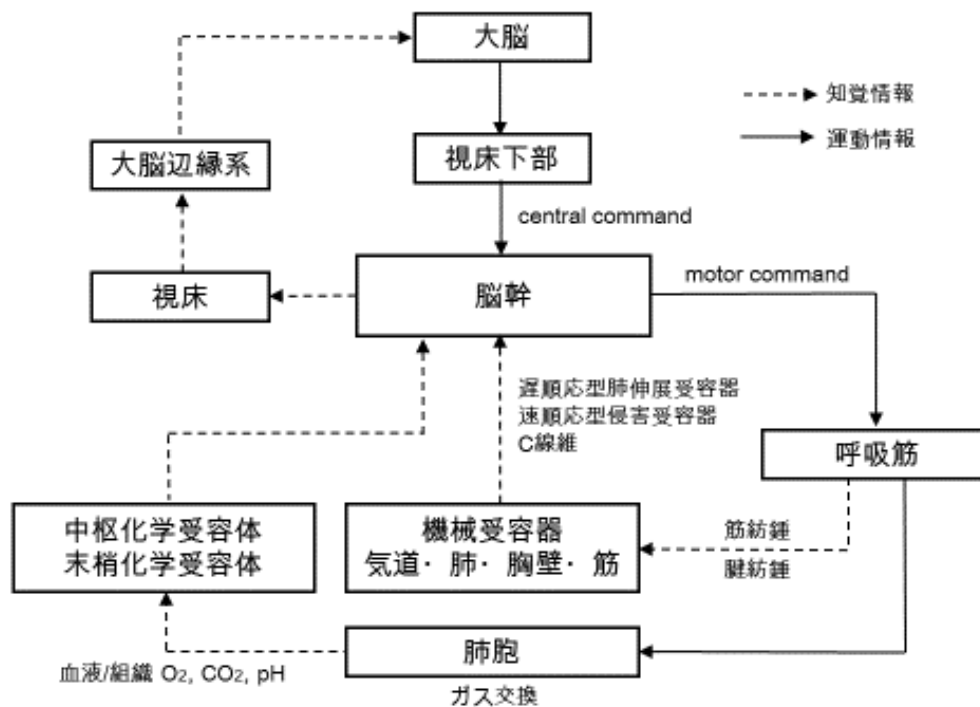 大脳
知覚情報
運動情報
大脳辺縁系
視床下部
central command
視床
脳幹
motor command
遅順応型肺伸展受容器
速順応型侵害受容器
C線維
呼吸筋
中枢化学受容体
末梢化学受容体
機械受容器
気道・肺・胸壁・筋
筋紡錘
腱紡錘
肺胞
血液/組織 O2, CO2, pH
ガス交換